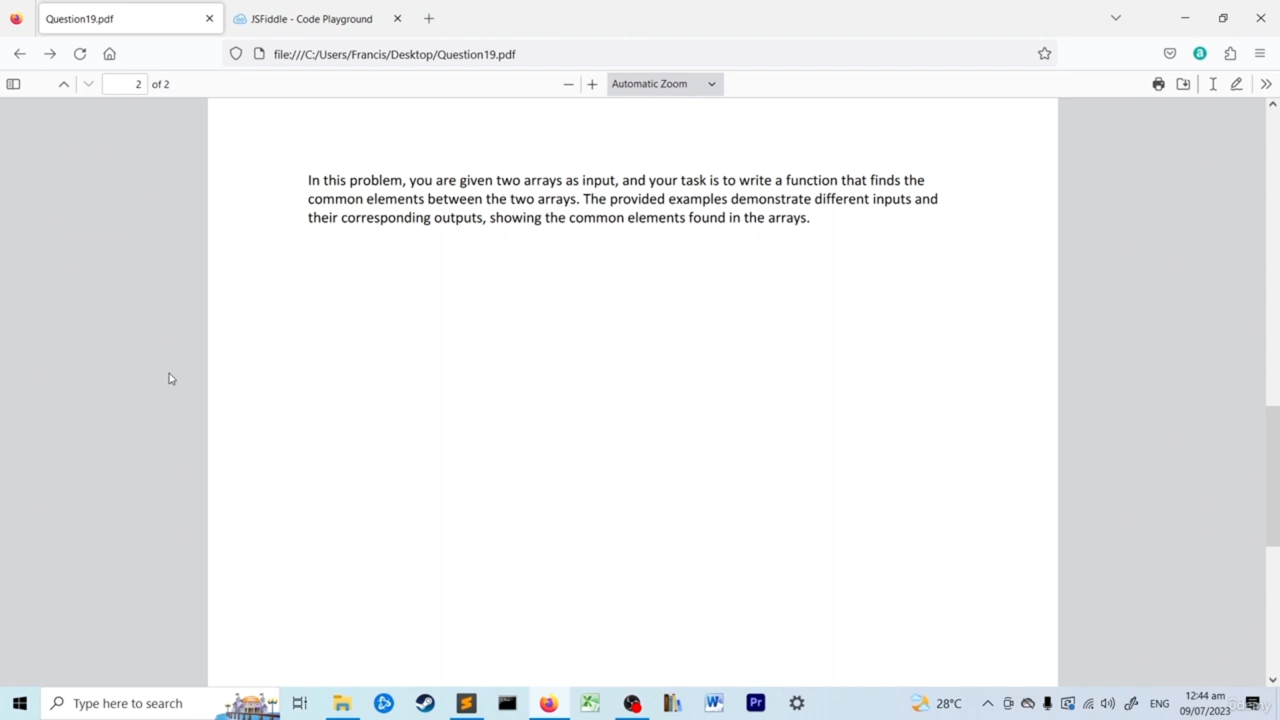 Question19.pdf
JSFiddle - Code Playground
file:///C:/Users/Francis/Desktop/Question19.pdf
2 of 2
Automatic Zoom
In this problem, you are given two arrays as input, and your task is to write a function that finds the
common elements between the two arrays. The provided examples demonstrate different inputs and
their corresponding outputs, showing the common elements found in the arrays.
Type here to search
W
Pr
28°C
ENG
12:44 am
09/07/2023